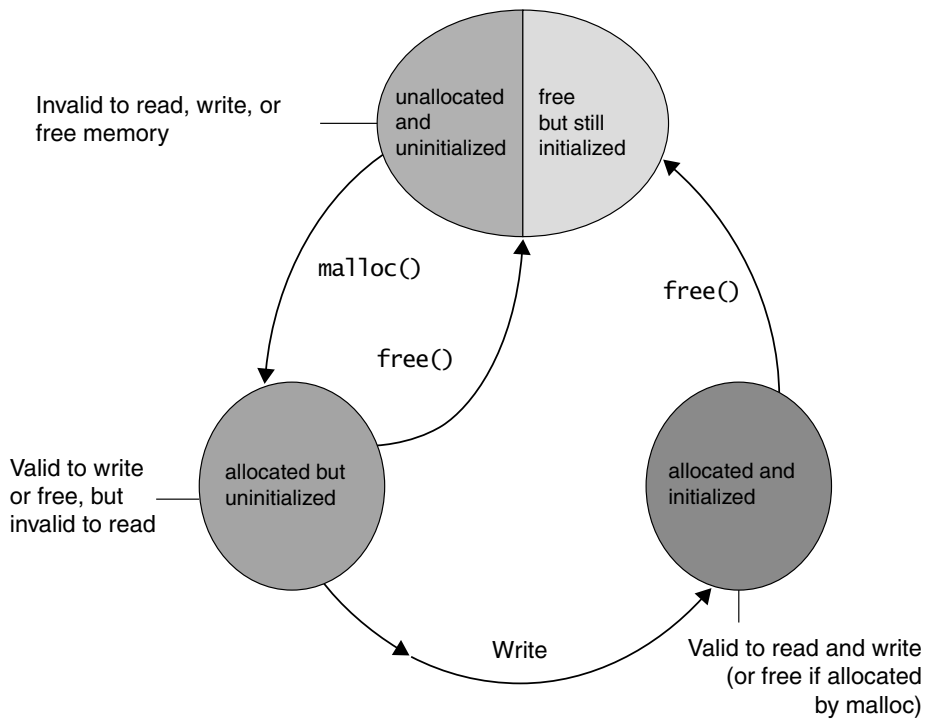 unallocated
and
uninitialized
free
but still
initialized
Invalid to read, write, or
free memory
malloc()
free()
free()
Valid to write
or free, but
invalid to read
allocated but
uninitialized
allocated and
initialized
Write
Valid to read and write
(or free if allocated
by malloc)